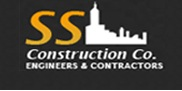 SS
Construction Co.
ENGINEERS & CONTRACTORS